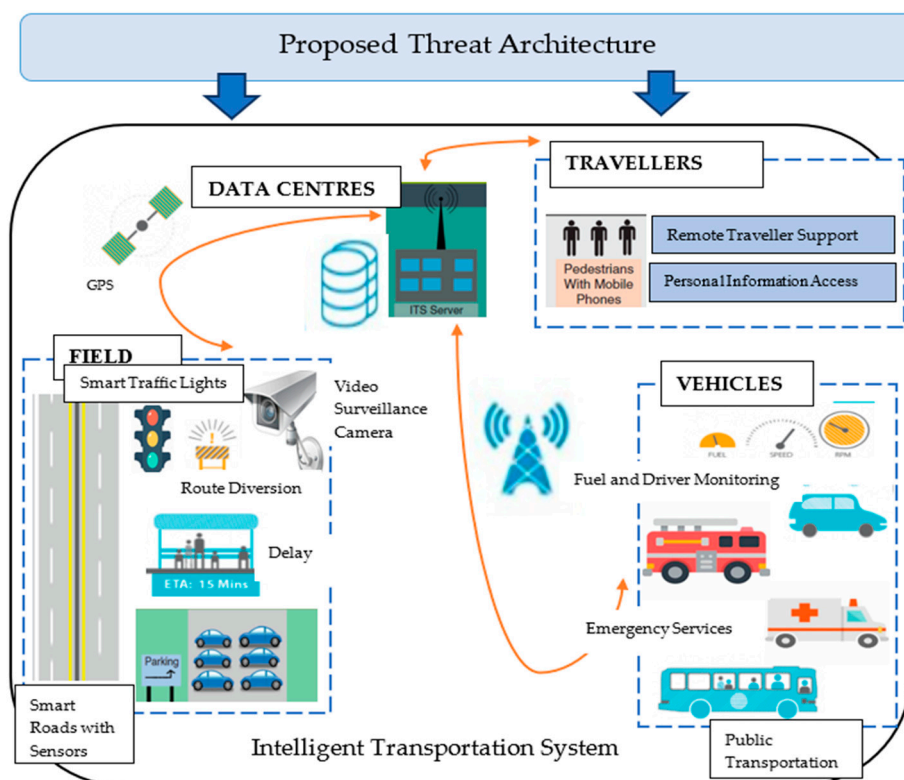 Proposed Threat Architecture
DATA CENTRES
TRAVELLERS
GPS
ITS Server
Pedestrians
With Mobile
Phones
Remote Traveller Support
Personal Information Access
FIELD
Smart Traffic Lights
Video
Surveillance
Camera
Route Diversion
Delay
ETA: 15 Mins
Parking
Smart
Roads with
Sensors
VEHICLES
FUEL
SPEED
RPM
Fuel and Driver Monitoring
Emergency Services
Public
Transportation
Intelligent Transportation System